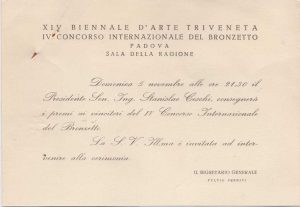 XIV BIENNALE D'ARTE TRIVENETA
IV° CONCORSO INTERNAZIONALE DEL BRONZETTO
PADOVA
SALA DELLA RAGIONE
Domenica 5 novembre alle ore 21,30 il
Presidente Sen. Ing. Stanislao Ceschi, consegnerà
i premi ai vincitori del IV Concorso Internazionale
del Bronzetto.
La S. V. Ill.ma è invitata ad inter-
venire alla cerimonia.
IL SEGRETARIO GENERALE